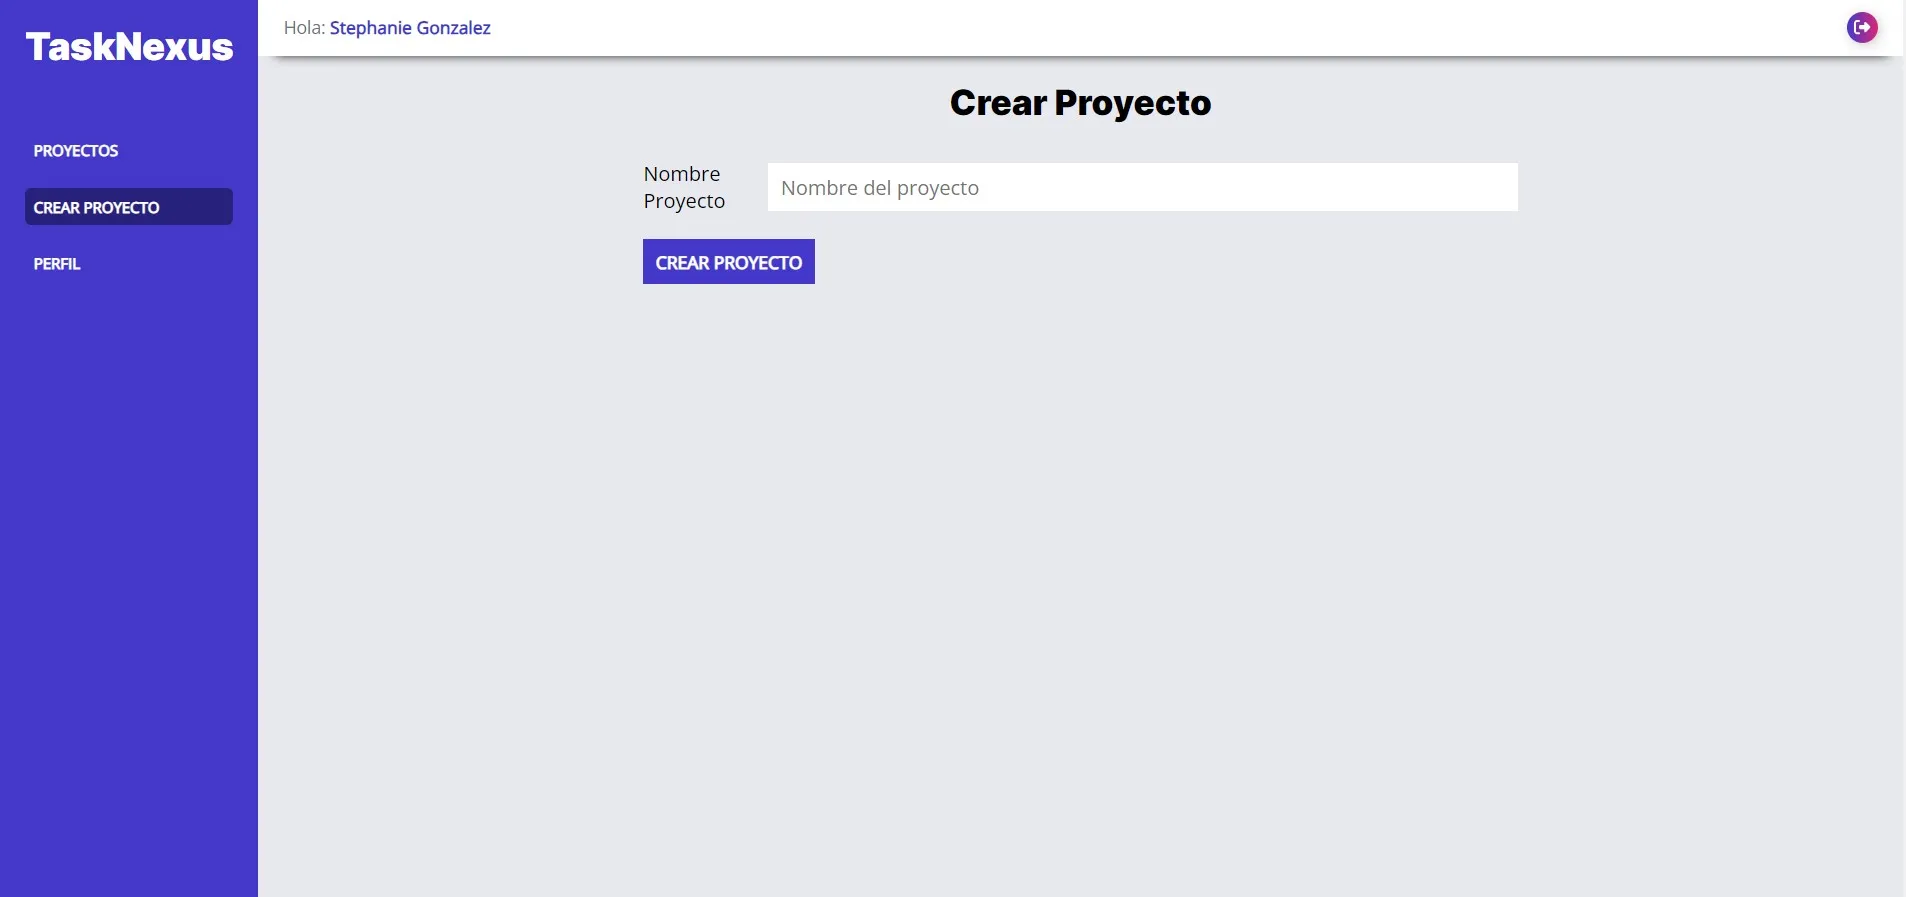 TaskNexus
PROYECTOS
CREAR PROYECTO
PERFIL
Hola: Stephanie Gonzalez
Crear Proyecto
Nombre
Proyecto
Nombre del proyecto
CREAR PROYECTO